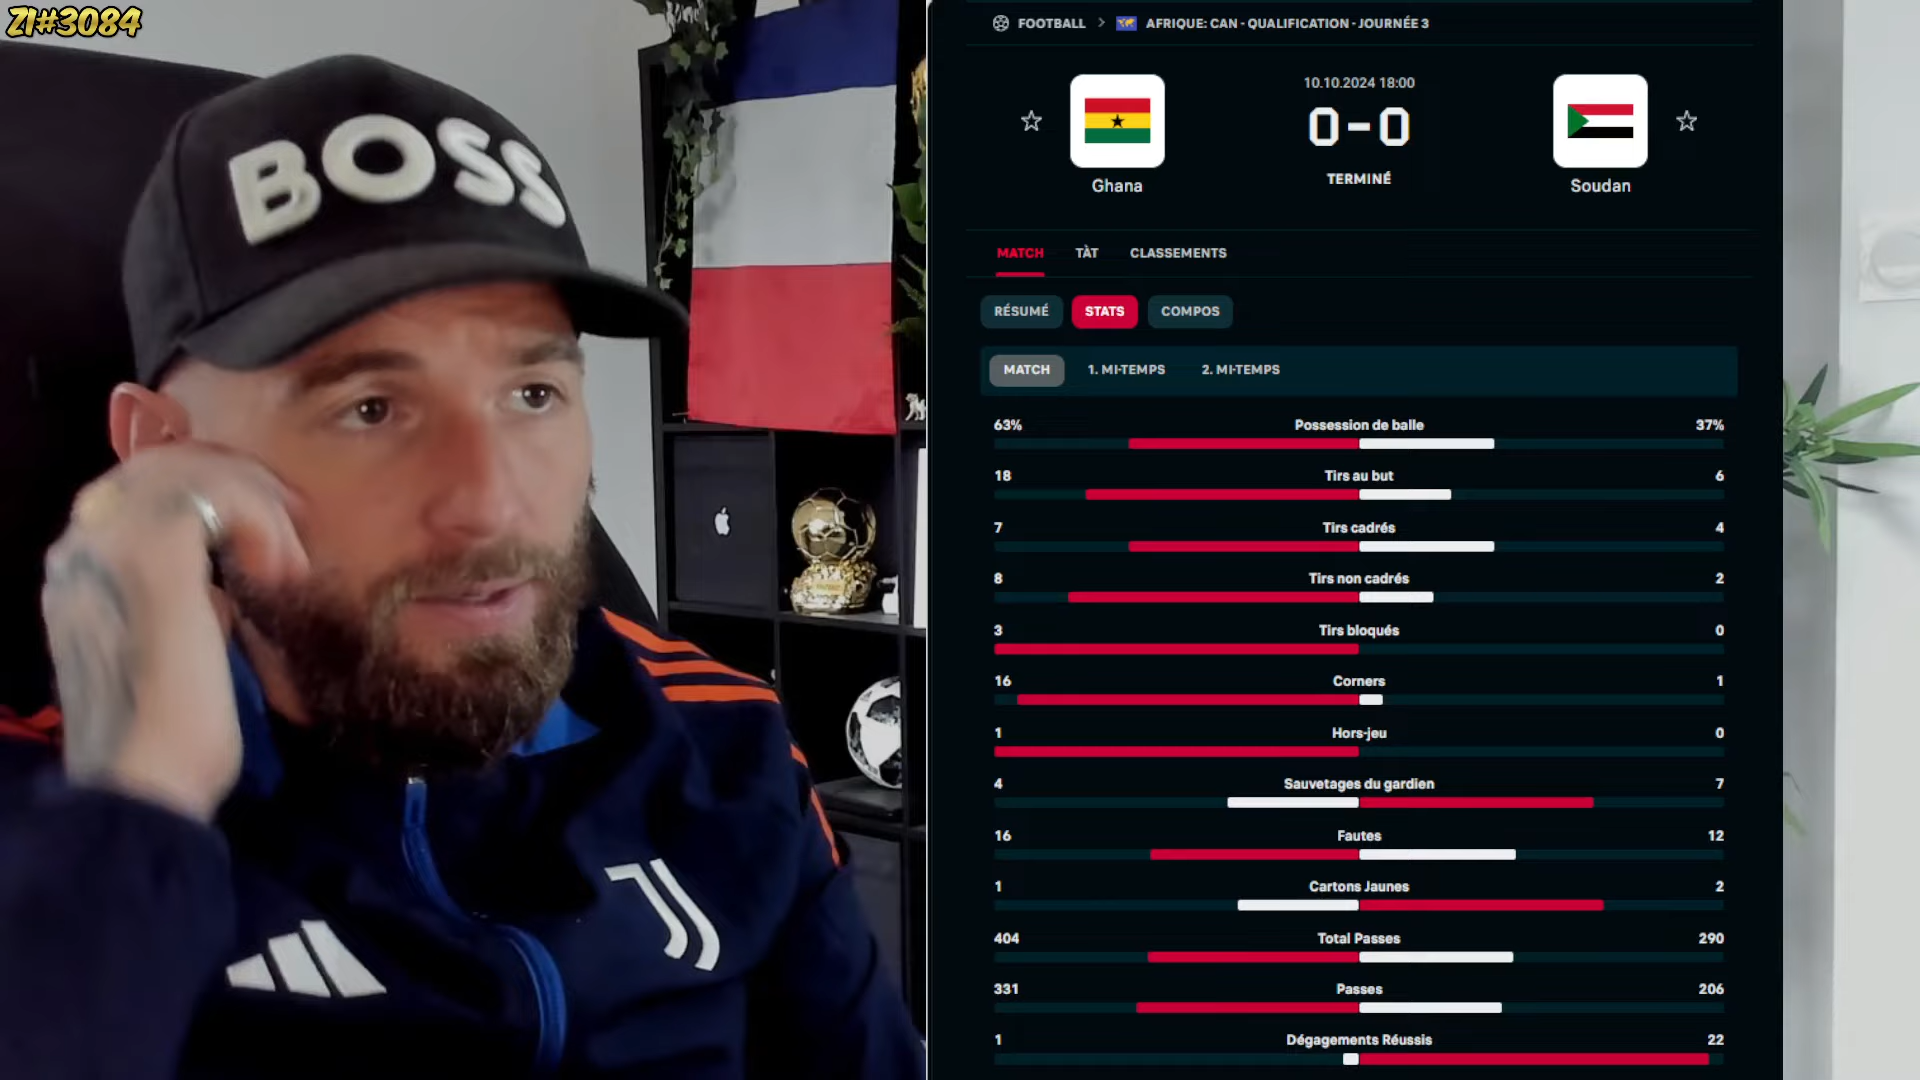 ZI#3084
BOSS
FOOTBALL > AFRIQUE: CAN - QUALIFICATION - JOURNÉE 3
10.10.2024 18:00
0-0
TERMINÉ
Ghana
Soudan
MATCH TÀT CLASSEMENTS
RÉSUMÉ STATS COMPOS
MATCH 1. MI-TEMPS 2. MI-TEMPS
63% Possession de balle 37%
18 Tirs au but 6
7 Tirs cadrés 4
8 Tirs non cadrés 2
3 Tirs bloqués 0
16 Corners 1
1 Hors-jeu 0
4 Sauvetages du gardien 7
16 Fautes 12
1 Cartons Jaunes 2
404 Total Passes 290
331 Passes 206
1 Dégagements Réussis 22